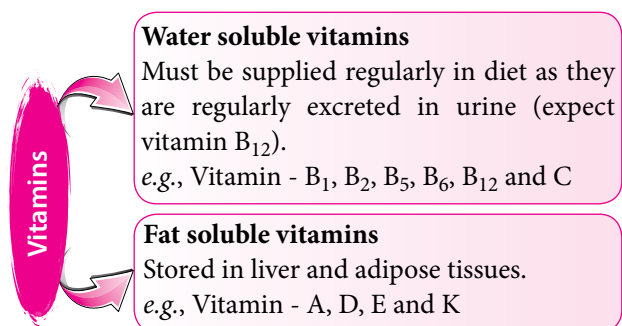 Vitamins
Water soluble vitamins
Must be supplied regularly in diet as they
are regularly excreted in urine (expect
vitamin B₁₂).
e.g., Vitamin - B₁, B₂, B₅, B₆, B₁₂ and C
Fat soluble vitamins
Stored in liver and adipose tissues.
e.g., Vitamin - A, D, E and K